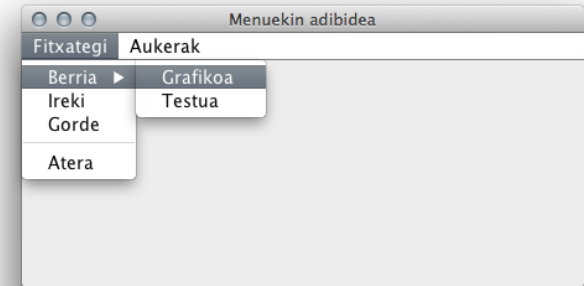 Menuekin adibidea
Fitxategi Aukerak
Berria Grafikoa
Ireki Testua
Gorde
Atera